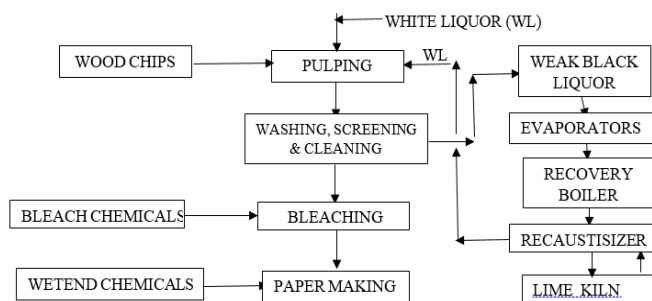 WHITE LIQUOR (WL)
WOOD CHIPS
PULPING
WL
WEAK BLACK
LIQUOR
WASHING, SCREENING
& CLEANING
EVAPORATORS
RECOVERY
BOILER
BLEACH CHEMICALS
BLEACHING
RECAUSTISIZER
WETEND CHEMICALS
PAPER MAKING
LIME KILN